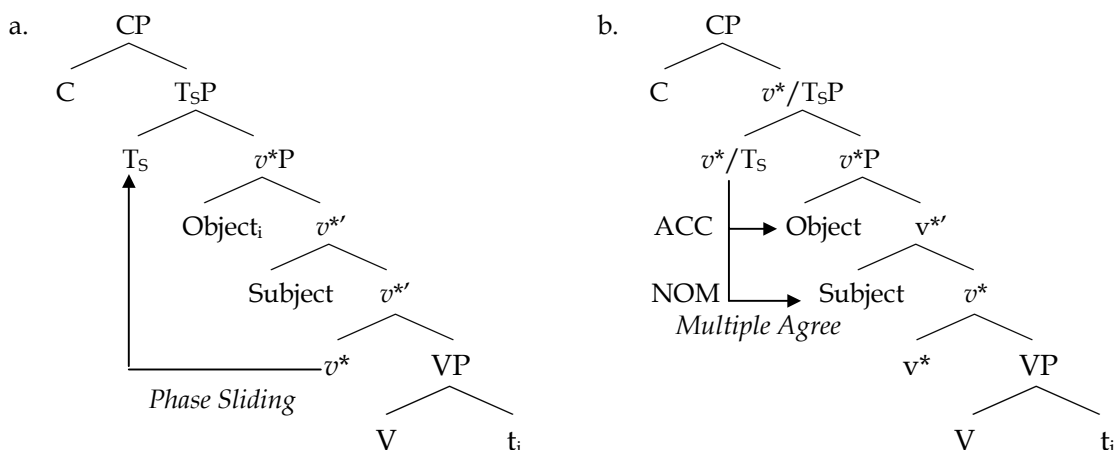 a. CP b. CP
C TₛP C v*/TₛP
Tₛ v*P v*/Tₛ v*P
Objectᵢ v*' ACC Object v*'
Subject v*' NOM Subject v*
Multiple Agree
v* VP v* VP
Phase Sliding
V tᵢ V tᵢ